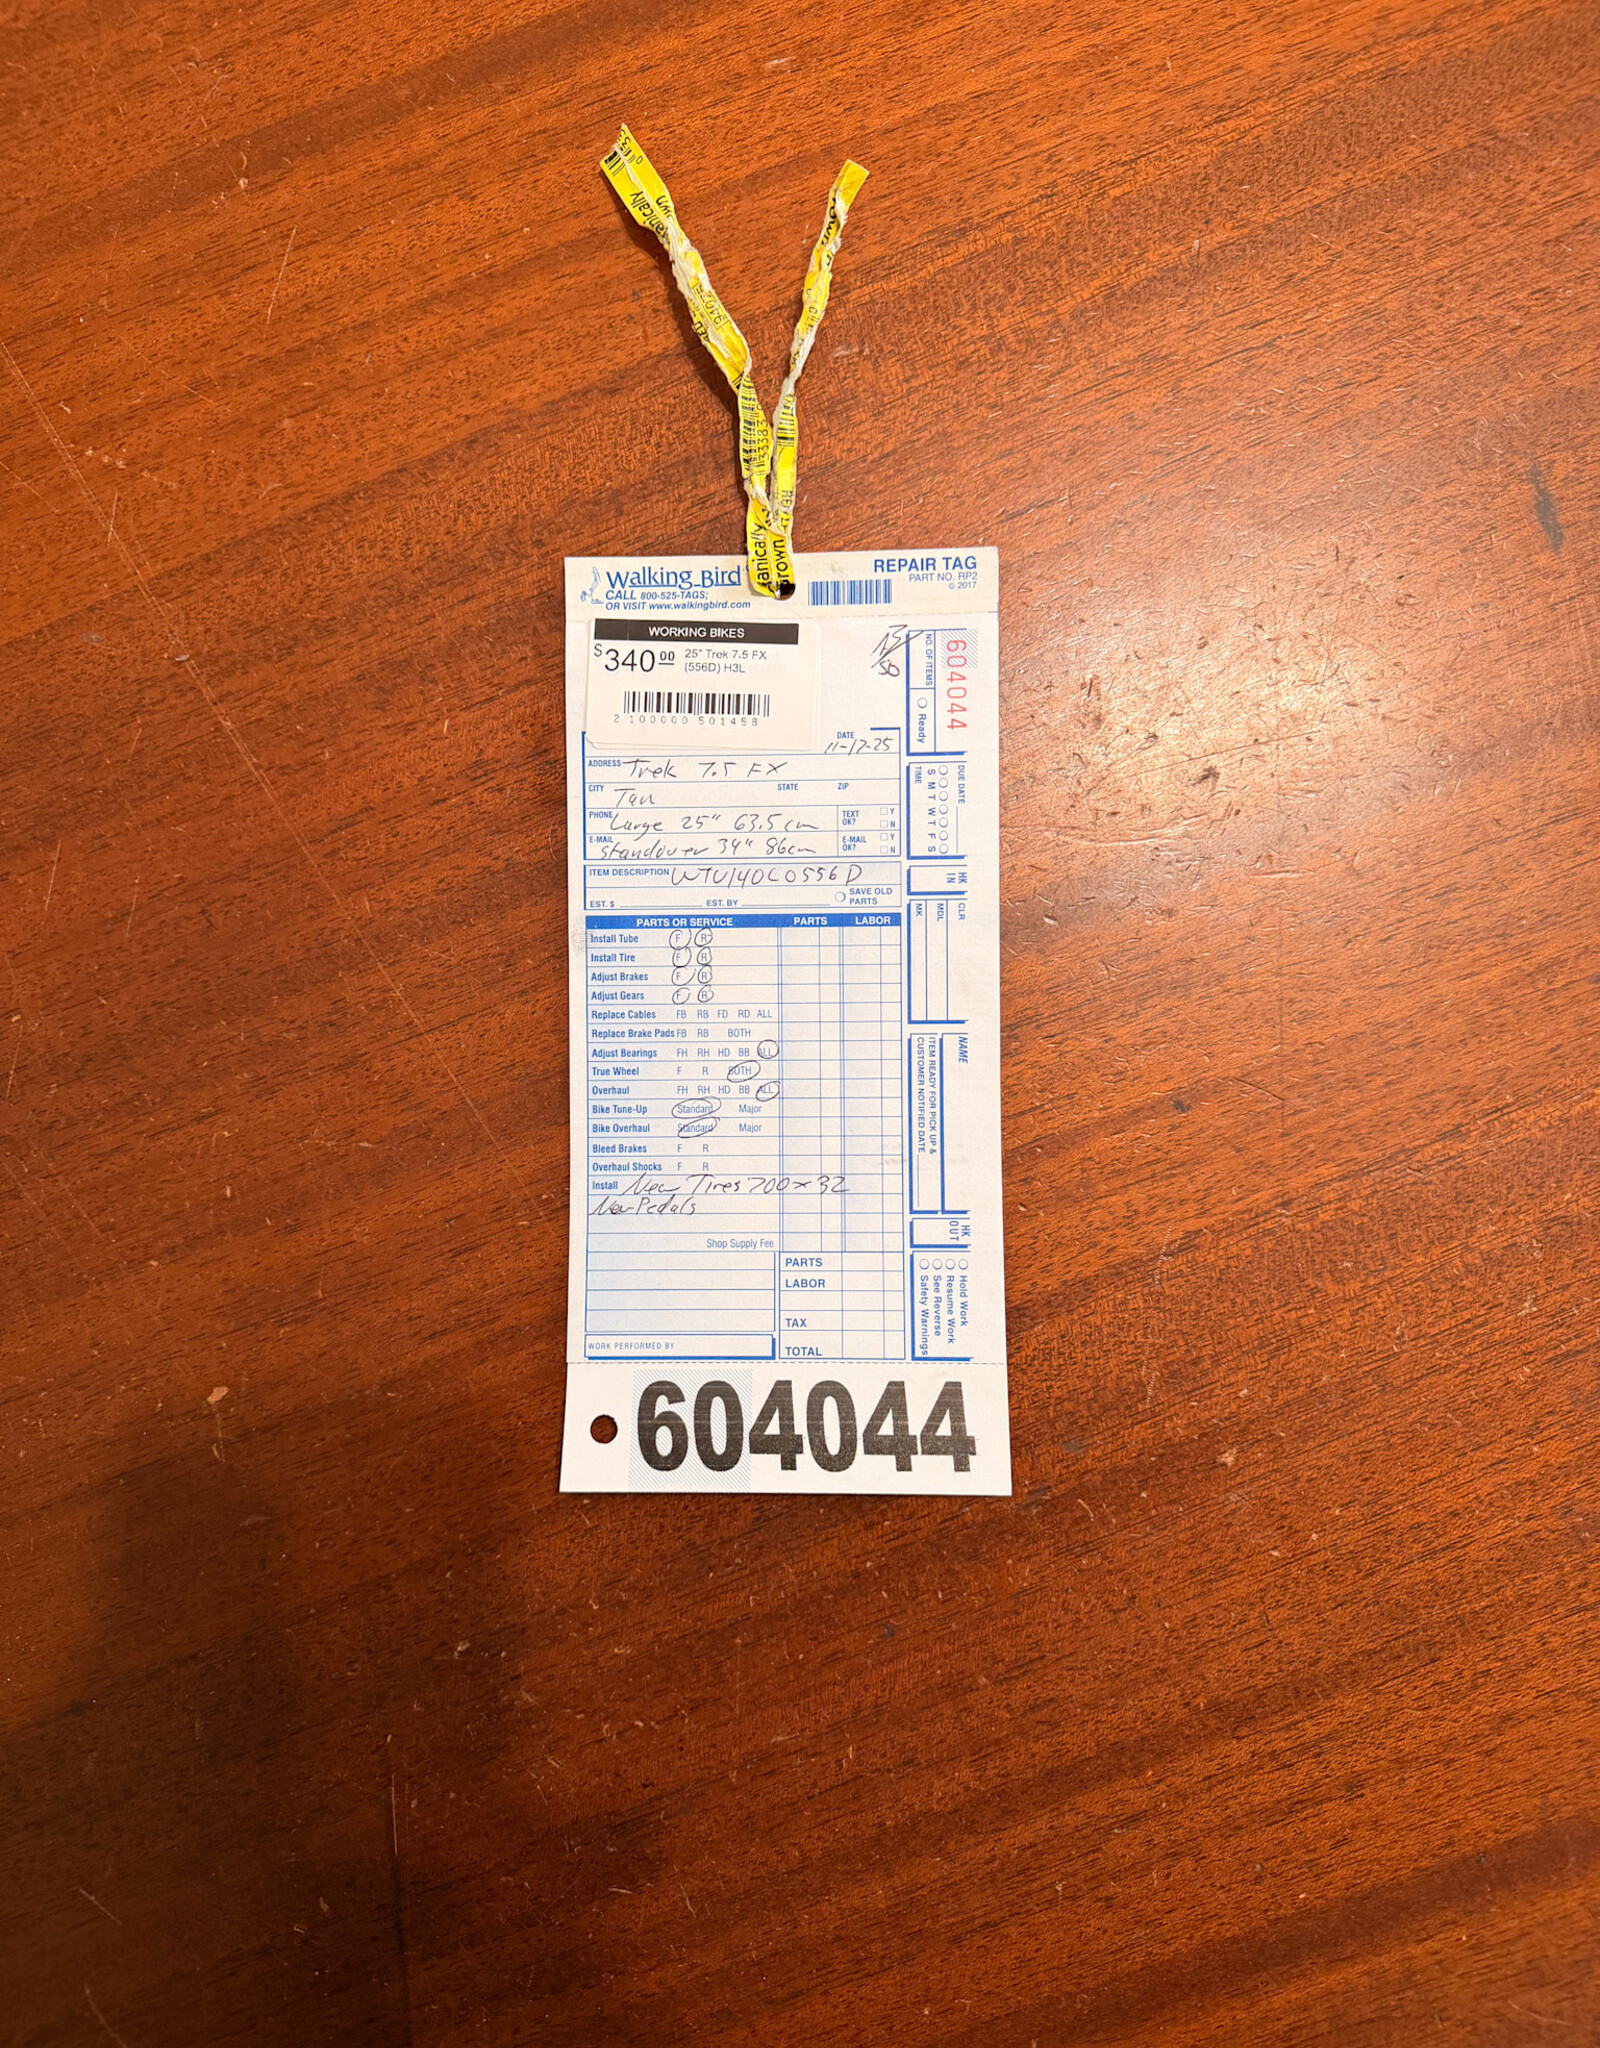 REPAIR TAG
Walking Bird
PART NO. RP2
© 2017
CALL 800-525-TAGS;
OR VISIT www.walkingbird.com
WORKING BIKES
$340.00 25" Trek 7.5 FX
(556D) H3L
2 100000 501458
50
DATE
11-17-25
ADDRESS Trek 7.5 FX
CITY Tan STATE ZIP
PHONE Large 25" 63.5 cm TEXT OK? Y N
E-MAIL standover 34" 86cm E-MAIL OK? Y N
ITEM DESCRIPTION WTU140C0556D
EST. $ EST. BY SAVE OLD PARTS
PARTS OR SERVICE PARTS LABOR
Install Tube F R
Install Tire F R
Adjust Brakes F R
Adjust Gears F R
Replace Cables FB RB FD RD ALL
Replace Brake Pads FB RB BOTH
Adjust Bearings FH RH HD BB ALL
True Wheel F R BOTH
Overhaul FH RH HD BB ALL
Bike Tune-Up Standard Major
Bike Overhaul Standard Major
Bleed Brakes F R
Overhaul Shocks F R
Install New Tires 700 x 32
New Pedals
Shop Supply Fee
PARTS
LABOR
TAX
WORK PERFORMED BY TOTAL
604044
NO. OF ITEMS Ready
DUE DATE
S M T W T F S
TIME
HK IN
CLR
MDL
MK
NAME
ITEM READY FOR PICK UP &
CUSTOMER NOTIFIED DATE
HK OUT
Hold Work
Resume Work
See Reverse
Safety Warnings
604044